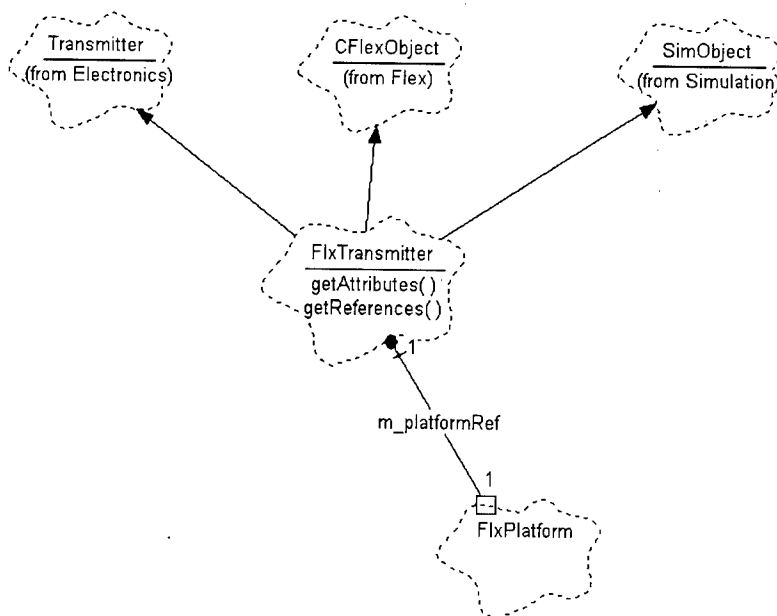 Transmitter
(from Electronics)
CFlexObject
(from Flex)
SimObject
(from Simulation)
FlxTransmitter
getAttributes( )
getReferences( )
1
m_platformRef
1
FlxPlatform